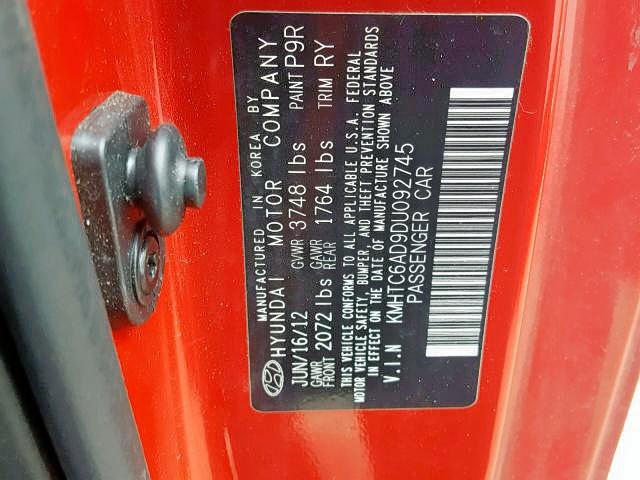 MANUFACTURED IN KOREA BY
HYUNDAI MOTOR COMPANY
JUN/16/12 GVWR 3748 lbs PAINT P9R
GAWR FRONT 2072 lbs GAWR REAR 1764 lbs TRIM RY
THIS VEHICLE CONFORMS TO ALL APPLICABLE U.S.A. FEDERAL
MOTOR VEHICLE SAFETY, BUMPER, AND THEFT PREVENTION STANDARDS
IN EFFECT ON THE DATE OF MANUFACTURE SHOWN ABOVE
V.I.N KMHTC6AD9DU092745
PASSENGER CAR